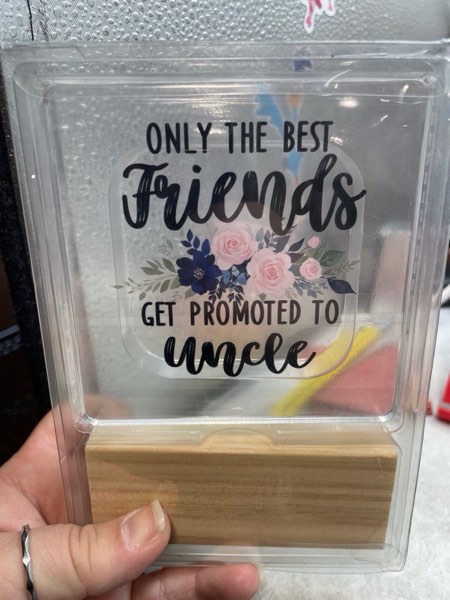 ONLY THE BEST
Friends
GET PROMOTED TO
uncle